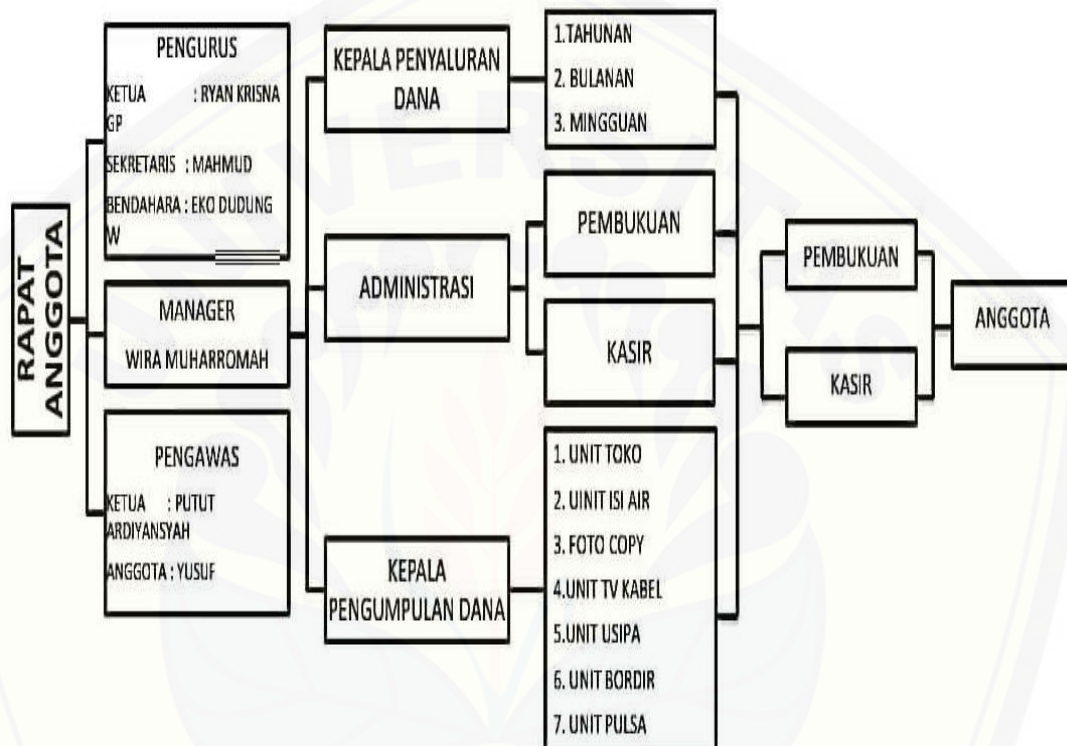 RAPAT
ANGGOTA
PENGURUS
KETUA : RYAN KRISNA
GP
SEKRETARIS : MAHMUD
BENDAHARA : EKO DUDUNG
W
MANAGER
WIRA MUHARROMAH
PENGAWAS
KETUA : PUTUT
ARDIYANSYAH
ANGGOTA : YUSUF
KEPALA PENYALURAN
DANA
ADMINISTRASI
KEPALA
PENGUMPULAN DANA
1.TAHUNAN
2. BULANAN
3. MINGGUAN
PEMBUKUAN
KASIR
1. UNIT TOKO
2. UINIT ISI AIR
3. FOTO COPY
4.UNIT TV KABEL
5.UNIT USIPA
6. UNIT BORDIR
7. UNIT PULSA
PEMBUKUAN
KASIR
ANGGOTA
UNIVERSITAS